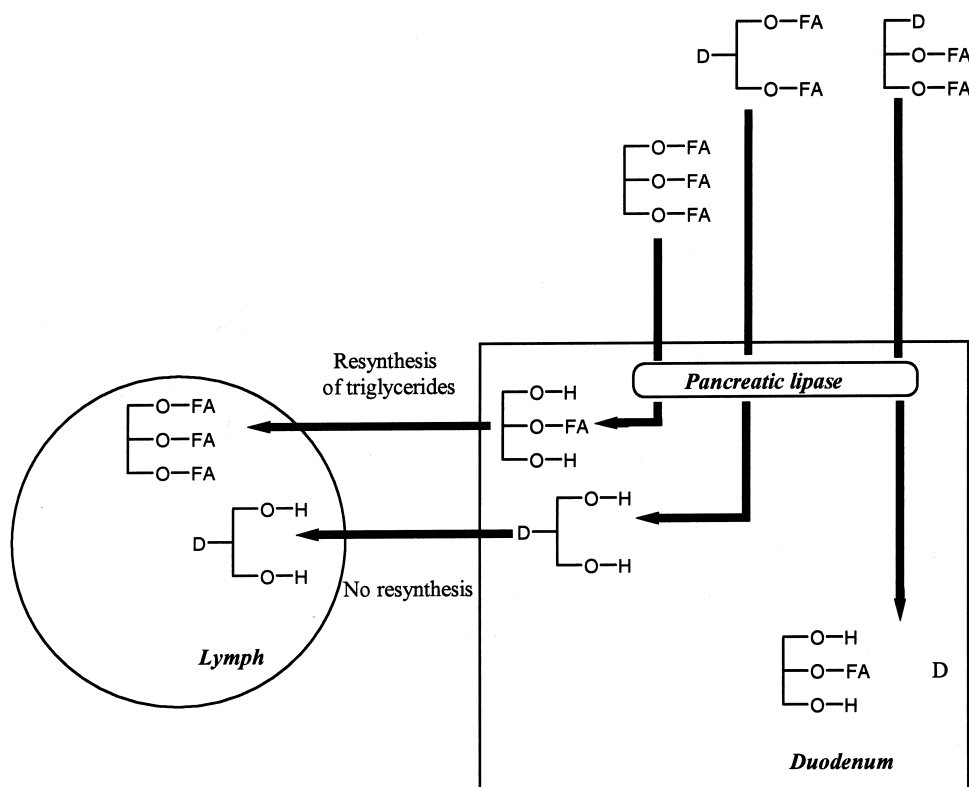 O—FA
D
O—FA
D
O—FA
O—FA
O—FA
O—FA
O—FA
Resynthesis
of triglycerides
Pancreatic lipase
O—FA
O—FA
O—FA
O—H
O—FA
O—H
O—H
D
O—H
O—H
D
O—H
No resynthesis
Lymph
O—H
O—FA
O—H
D
Duodenum